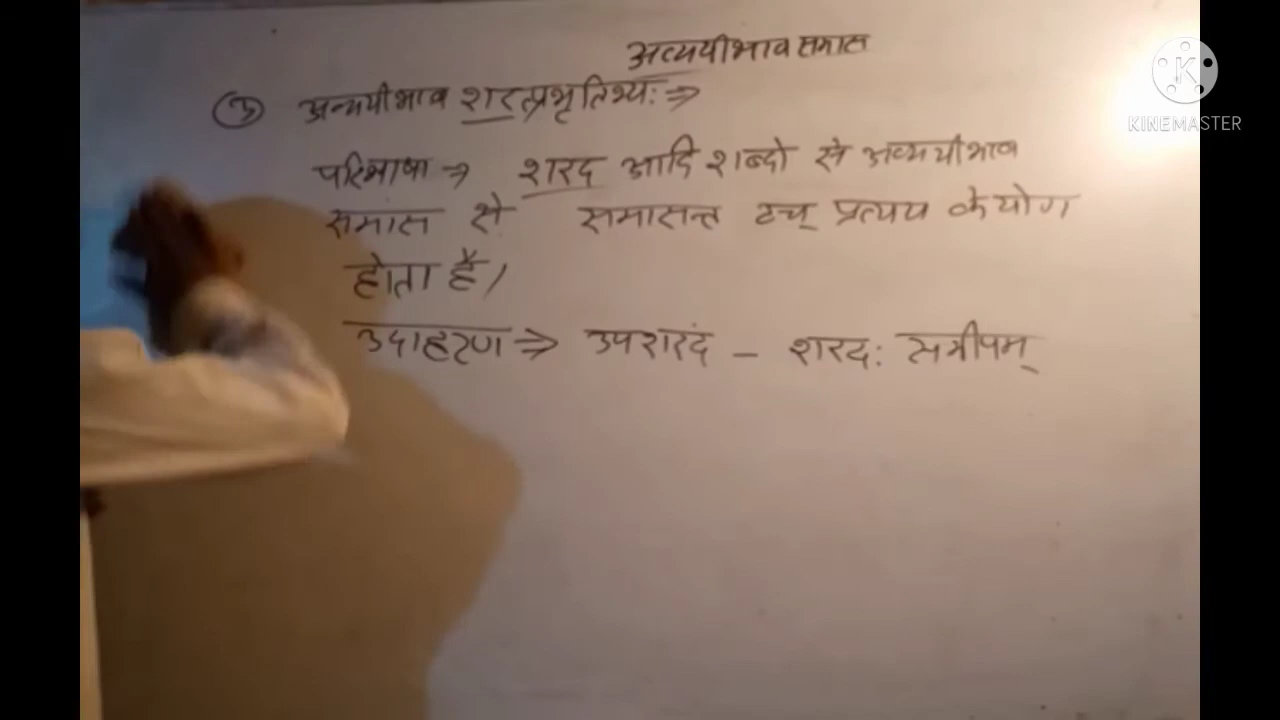 अव्ययीभाव समास
③ अव्ययीभाव शरत्प्रभृतिभ्यः ⇒
परिभाषा ⇒ शरद आदि शब्दो से अव्ययीभाव
समास से समासन्त टच् प्रत्यय के योग
होता है।
उदाहरण ⇒ उपशरदं – शरदः समीपम्
KINEMASTER